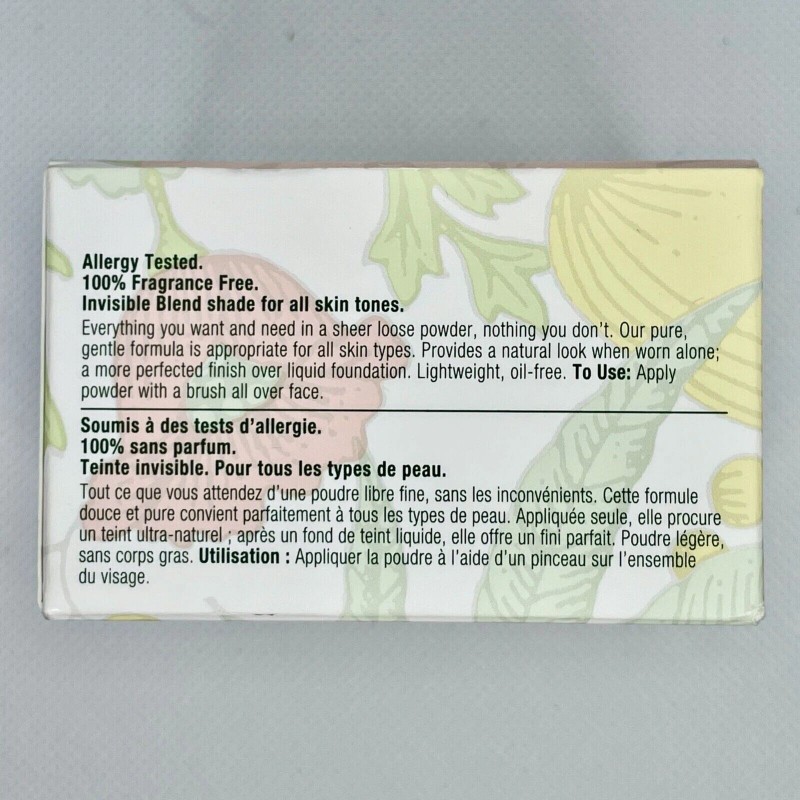 Allergy Tested.
100% Fragrance Free.
Invisible Blend shade for all skin tones.
Everything you want and need in a sheer loose powder, nothing you don't. Our pure,
gentle formula is appropriate for all skin types. Provides a natural look when worn alone;
a more perfected finish over liquid foundation. Lightweight, oil-free. To Use: Apply
powder with a brush all over face.
Soumis à des tests d'allergie.
100% sans parfum.
Teinte invisible. Pour tous les types de peau.
Tout ce que vous attendez d'une poudre libre fine, sans les inconvénients. Cette formule
douce et pure convient parfaitement à tous les types de peau. Appliquée seule, elle procure
un teint ultra-naturel ; après un fond de teint liquide, elle offre un fini parfait. Poudre légère,
sans corps gras. Utilisation : Appliquer la poudre à l'aide d'un pinceau sur l'ensemble
du visage.